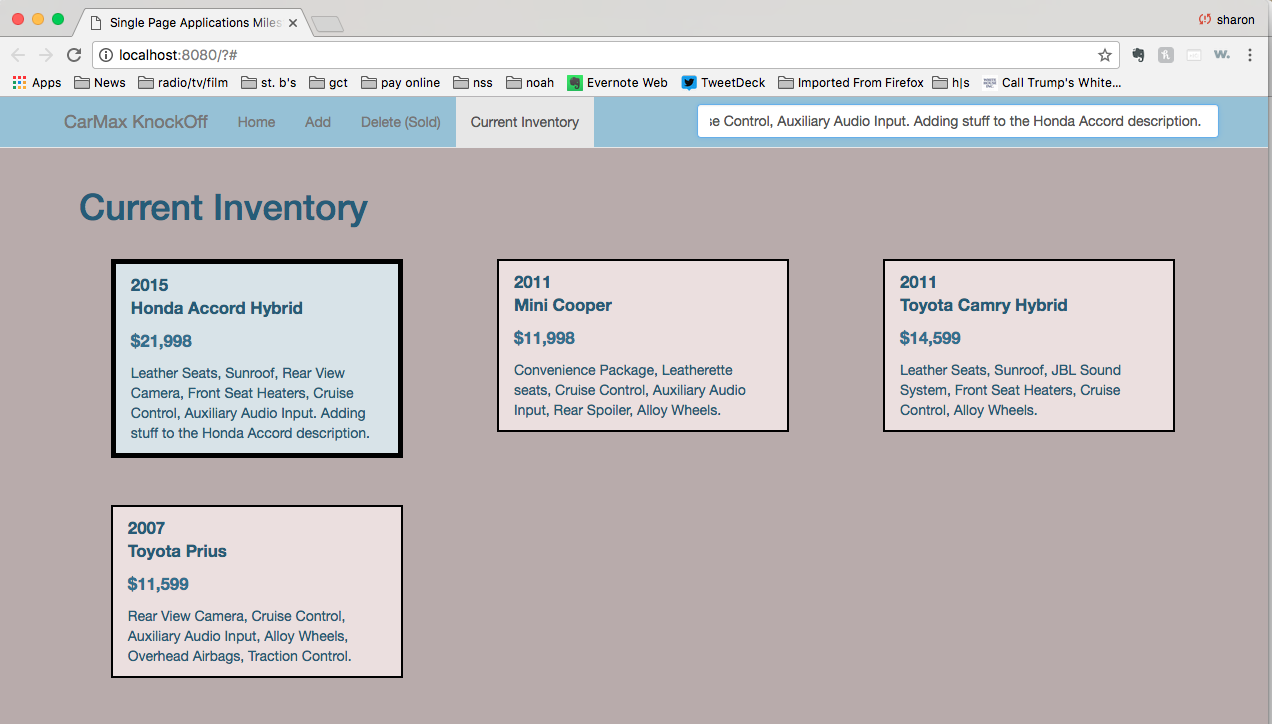 Single Page Applications Miles
sharon
localhost:8080/?#
Apps News radio/tv/film st. b's gct pay online nss noah Evernote Web TweetDeck Imported From Firefox h|s Call Trump's White...
CarMax KnockOff Home Add Delete (Sold) Current Inventory
se Control, Auxiliary Audio Input. Adding stuff to the Honda Accord description.
Current Inventory
2015
Honda Accord Hybrid
$21,998
Leather Seats, Sunroof, Rear View
Camera, Front Seat Heaters, Cruise
Control, Auxiliary Audio Input. Adding
stuff to the Honda Accord description.
2011
Mini Cooper
$11,998
Convenience Package, Leatherette
seats, Cruise Control, Auxiliary Audio
Input, Rear Spoiler, Alloy Wheels.
2011
Toyota Camry Hybrid
$14,599
Leather Seats, Sunroof, JBL Sound
System, Front Seat Heaters, Cruise
Control, Alloy Wheels.
2007
Toyota Prius
$11,599
Rear View Camera, Cruise Control,
Auxiliary Audio Input, Alloy Wheels,
Overhead Airbags, Traction Control.